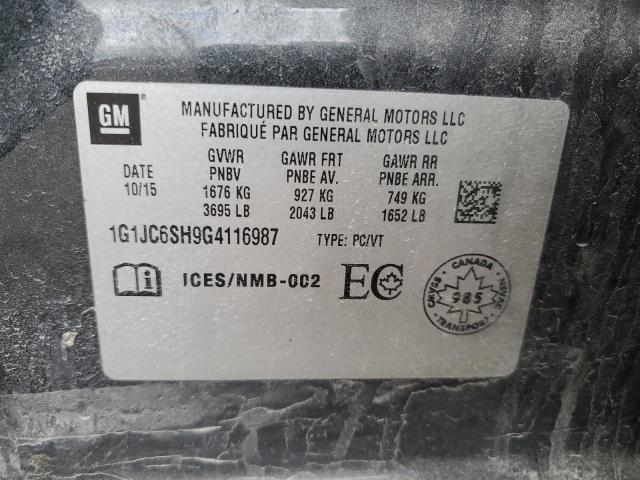 GM
MANUFACTURED BY GENERAL MOTORS LLC
FABRIQUÉ PAR GENERAL MOTORS LLC
DATE
10/15
GVWR
PNBV
1676 KG
3695 LB
GAWR FRT
PNBE AV.
927 KG
2043 LB
GAWR RR
PNBE ARR.
749 KG
1652 LB
1G1JC6SH9G4116987 TYPE: PC/VT
i ICES/NMB-002 EC
CANADA
985
TRANSPORT